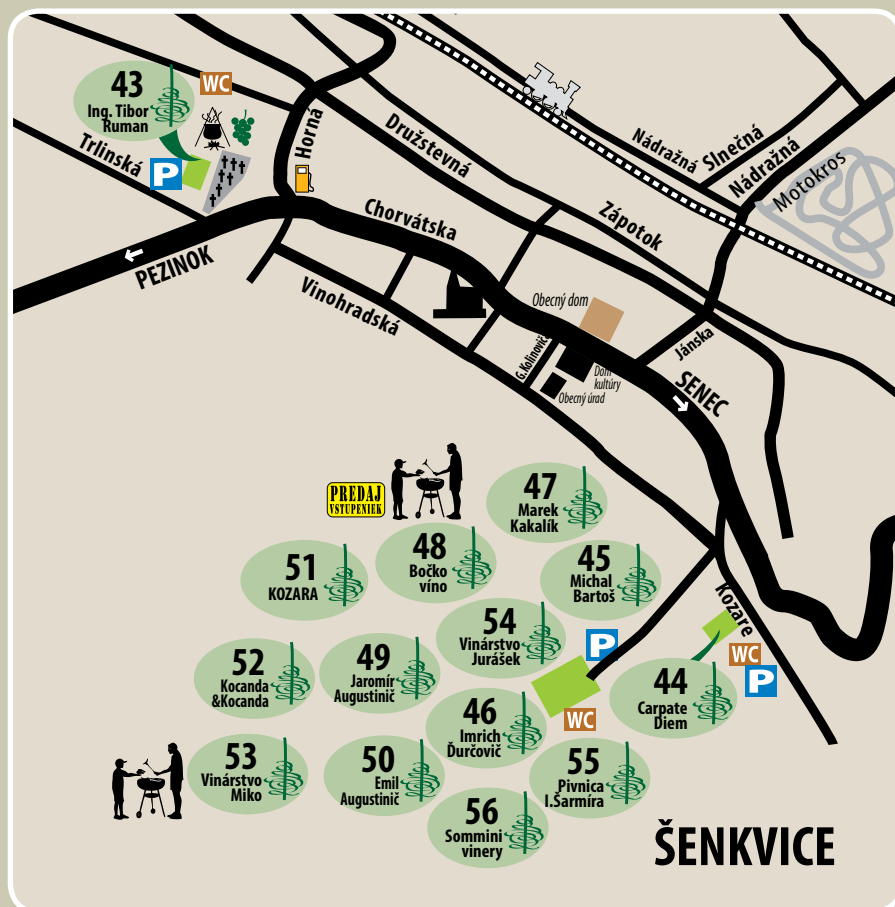 43
Ing. Tibor
Ruman
WC
Trlinská
P
Horná
Družstevná
Nádražná
Slnečná
Nádražná
Motokros
Zápotok
Chorvátska
PEZINOK
Vinohradská
Obecný dom
G.Kolinovič
Dom
kultúry
Obecný úrad
Jánska
SENEC
PREDAJ
VSTUPENIEK
47
Marek
Kakalík
48
Bočko
víno
51
KOZARA
45
Michal
Bartoš
Kozare
54
Vinárstvo
Jurášek
P
WC
P
52
Kocanda
&Kocanda
49
Jaromír
Augustinič
44
Carpate
Diem
46
Imrich
Ďurčovič
WC
53
Vinárstvo
Miko
50
Emil
Augustinič
55
Pivnica
I.Šarmíra
56
Sommini
vinery
ŠENKVICE